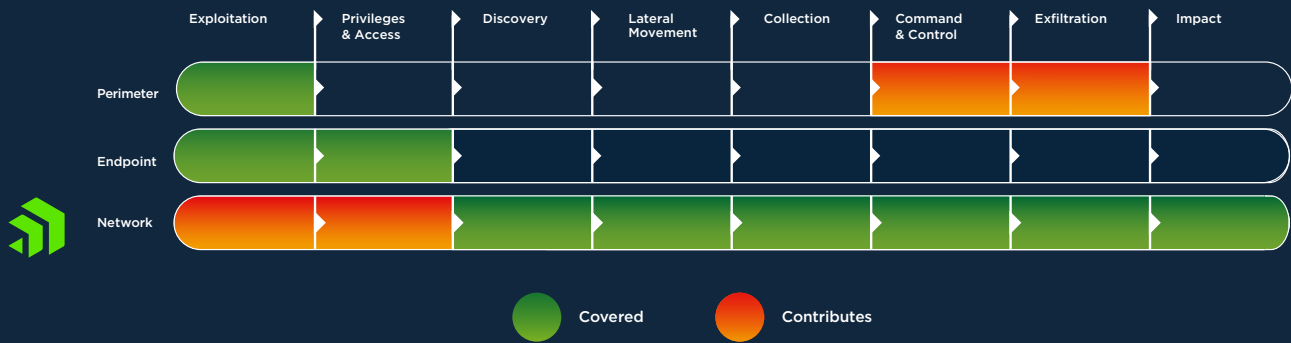 Exploitation
Privileges
& Access
Discovery
Lateral
Movement
Collection
Command
& Control
Exfiltration
Impact
Perimeter
Endpoint
Network
Covered
Contributes